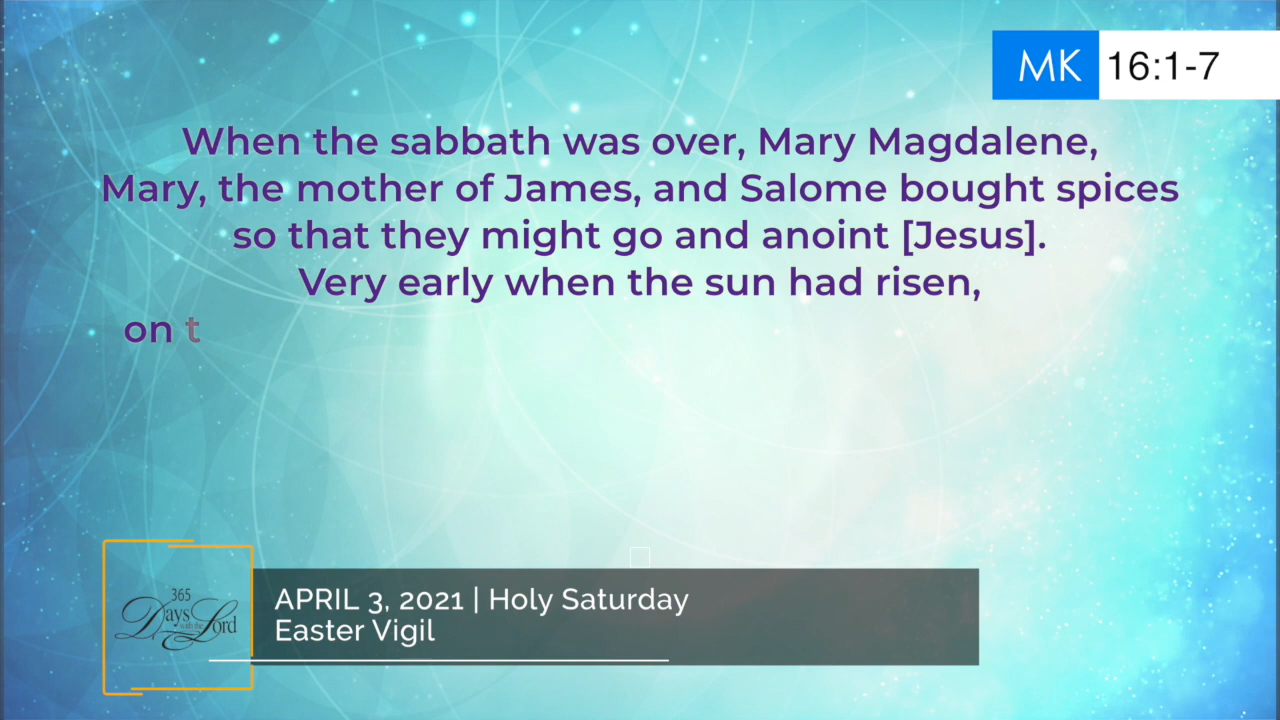 MK 16:1-7
When the sabbath was over, Mary Magdalene,
Mary, the mother of James, and Salome bought spices
so that they might go and anoint [Jesus].
Very early when the sun had risen,
on t
365
Days with the Lord
APRIL 3, 2021 | Holy Saturday
Easter Vigil